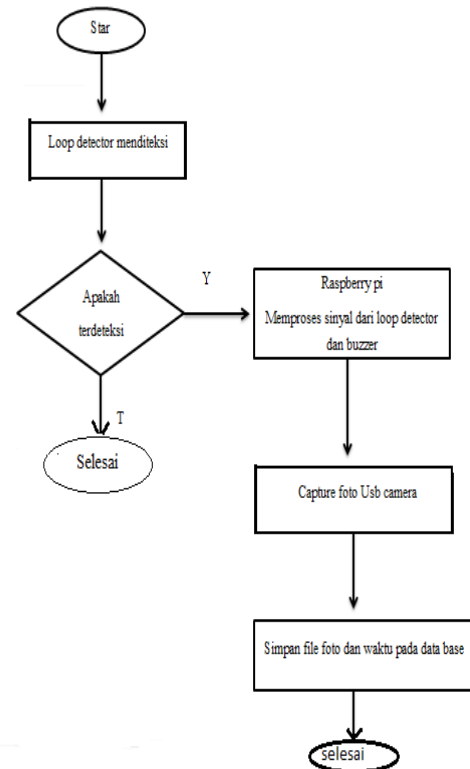 Star
Loop detector menditeksi
Apakah
terdeteksi
Y
T
Selesai
Raspberry pi
Memproses sinyal dari loop detector
dan buzzer
Capture foto Usb camera
Simpan file foto dan waktu pada data base
selesai